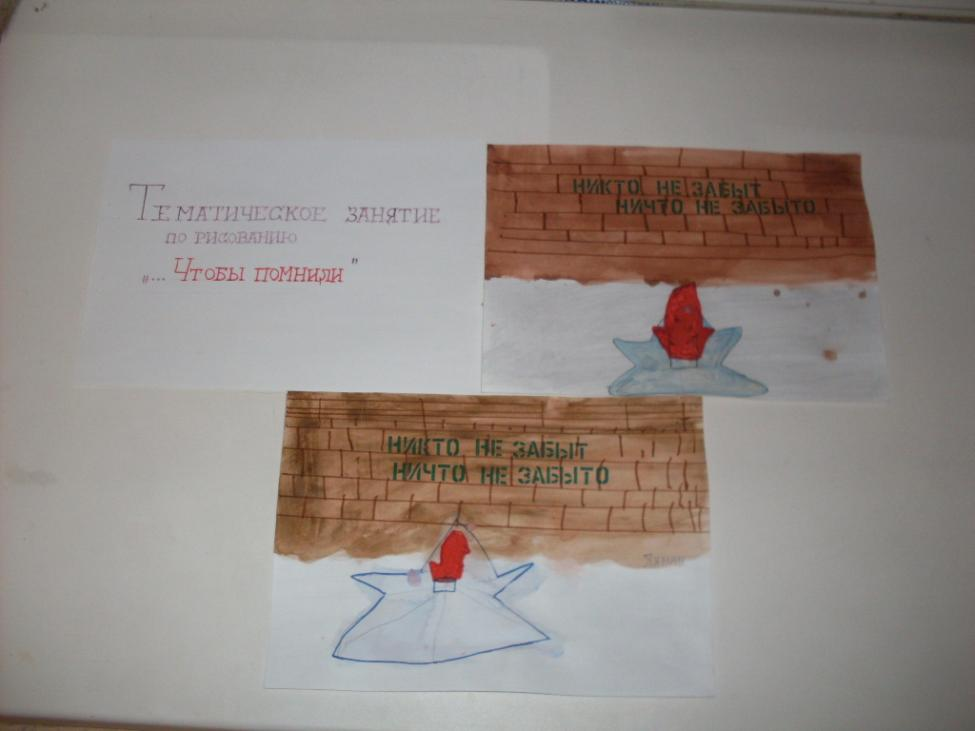 Тематическое занятие
по рисованию
„... Чтобы помнили"
НИКТО НЕ ЗАБЫТ
НИЧТО НЕ ЗАБЫТО
НИКТО НЕ ЗАБЫТ
НИЧТО НЕ ЗАБЫТО